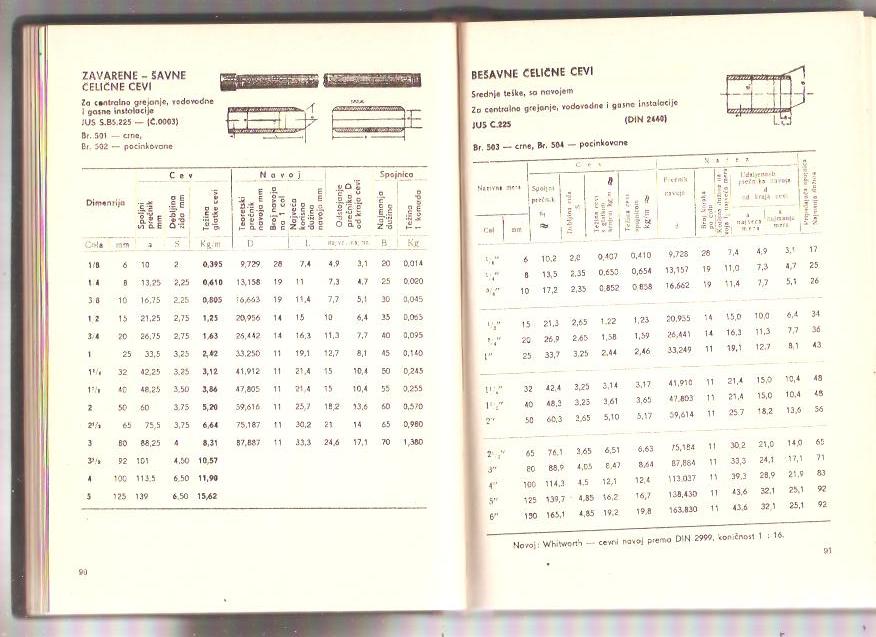 ZAVARENE – ŠAVNE
ČELIČNE CEVI
Za centralno grejanje, vodovodne
i gasne instalacije
JUS S.B5.225 — (C.0003)
Br. 501 — crne,
Br. 502 — pocinkovane
Cev Navoj Spojnica
Dimenzija Spoljni prečnik mm Debljina zida mm Težina glatke cevi Teoretski prečnik navoja mm Broj navoja na 1 col Najveća korisna dužina navoja mm Odstojanje prečnika D od kraja cevi Najmanja dužina Težina 1 komada
Cola mm a S Kg/m D L B Kg
1/8 6 10 2 0,395 9,729 28 7,4 4,9 3,1 20 0,014
1/4 8 13,25 2,25 0,610 13,158 19 11 7,3 4,7 25 0,020
3/8 10 16,75 2,25 0,805 16,663 19 11,4 7,7 5,1 30 0,045
1/2 15 21,25 2,75 1,25 20,956 14 15 10 6,4 35 0,065
3/4 20 26,75 2,75 1,63 26,442 14 16,3 11,3 7,7 40 0,095
1 25 33,5 3,25 2,42 33,250 11 19,1 12,7 8,1 45 0,140
1¹/₄ 32 42,25 3,25 3,12 41,912 11 21,4 15 10,4 50 0,245
1¹/₂ 40 48,25 3,50 3,86 47,805 11 21,4 15 10,4 55 0,255
2 50 60 3,75 5,20 59,616 11 25,7 18,2 13,6 60 0,570
2¹/₂ 65 75,5 3,75 6,64 75,187 11 30,2 21 14 65 0,980
3 80 88,25 4 8,31 87,887 11 33,3 24,6 17,1 70 1,380
3¹/₂ 92 101 4,50 10,57
4 100 113,5 6,50 11,90
5 125 139 6,50 15,62
90
BEŠAVNE ČELIČNE CEVI
Srednje teške, sa navojem
Za centralno grejanje, vodovodne i gasne instalacije
JUS C.225 (DIN 2440)
Br. 503 — crne, Br. 504 — pocinkovane
Cev Narez
Nazivna mera Spoljni prečnik Debljina zida S Težina cevi s glatkim krajem kg/m Težina cevi spojnicom kg/m Prečnik navoja Broj koraka po colu Udaljenost prečnika navoja d od kraja cevi Najmanja dužina
Col mm d a najveća mera a najmanja mera
¹/₈" 6 10,2 2,0 0,407 0,410 9,728 28 7,4 4,9 3,1 17
¹/₄" 8 13,5 2,35 0,650 0,654 13,157 19 11,0 7,3 4,7 25
³/₈" 10 17,2 2,35 0,852 0,858 16,662 19 11,4 7,7 5,1 26
¹/₂" 15 21,3 2,65 1,22 1,23 20,955 14 15,0 10,0 6,4 34
³/₄" 20 26,9 2,65 1,58 1,59 26,441 14 16,3 11,3 7,7 36
1" 25 33,7 3,25 2,44 2,46 33,249 11 19,1 12,7 8,1 43
1¹/₄" 32 42,4 3,25 3,14 3,17 41,910 11 21,4 15,0 10,4 48
1¹/₂" 40 48,3 3,25 3,61 3,65 47,803 11 21,4 15,0 10,4 48
2" 50 60,3 3,65 5,10 5,17 59,614 11 25,7 18,2 13,6 56
2¹/₂" 65 76,1 3,65 6,51 6,63 75,184 11 30,2 21,0 14,0 65
3" 80 88,9 4,05 8,47 8,64 87,884 11 33,3 24,1 17,1 71
4" 100 114,3 4,5 12,1 12,4 113,037 11 39,3 28,9 21,9 83
5" 125 139,7 4,85 16,2 16,7 138,430 11 43,6 32,1 25,1 92
6" 150 165,1 4,85 19,2 19,8 163,830 11 43,6 32,1 25,1 92
Navoj: Whitworth — cevni navoj prema DIN 2999, koničnost 1 : 16.
91